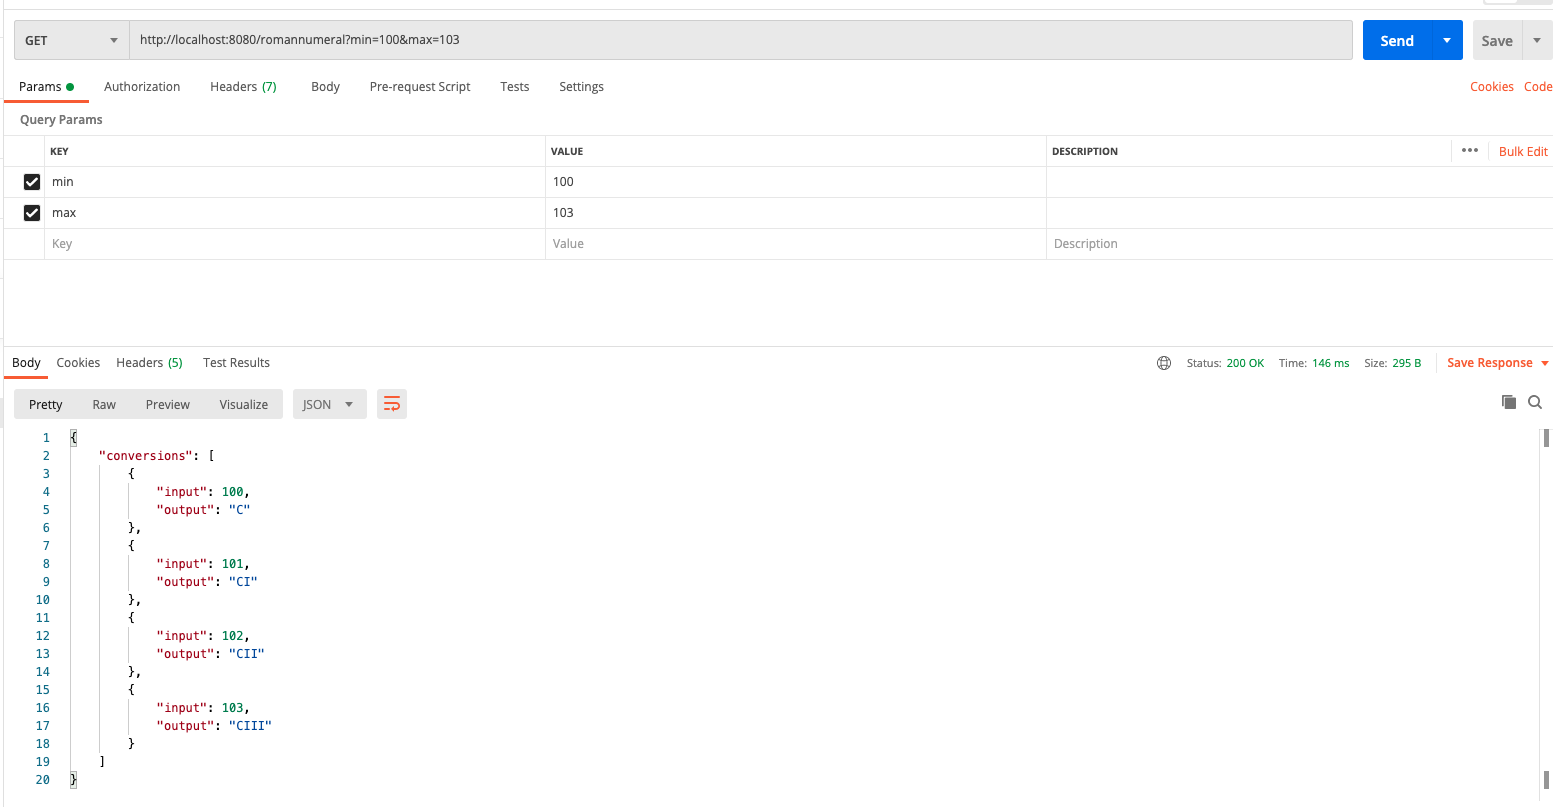 GET http://localhost:8080/romannumeral?min=100&max=103 Send Save
Params Authorization Headers (7) Body Pre-request Script Tests Settings Cookies Code
Query Params
KEY VALUE DESCRIPTION ••• Bulk Edit
min 100
max 103
Key Value Description
Body Cookies Headers (5) Test Results Status: 200 OK Time: 146 ms Size: 295 B Save Response
Pretty Raw Preview Visualize JSON
1 {
2 "conversions": [
3 {
4 "input": 100,
5 "output": "C"
6 },
7 {
8 "input": 101,
9 "output": "CI"
10 },
11 {
12 "input": 102,
13 "output": "CII"
14 },
15 {
16 "input": 103,
17 "output": "CIII"
18 }
19 ]
20 }